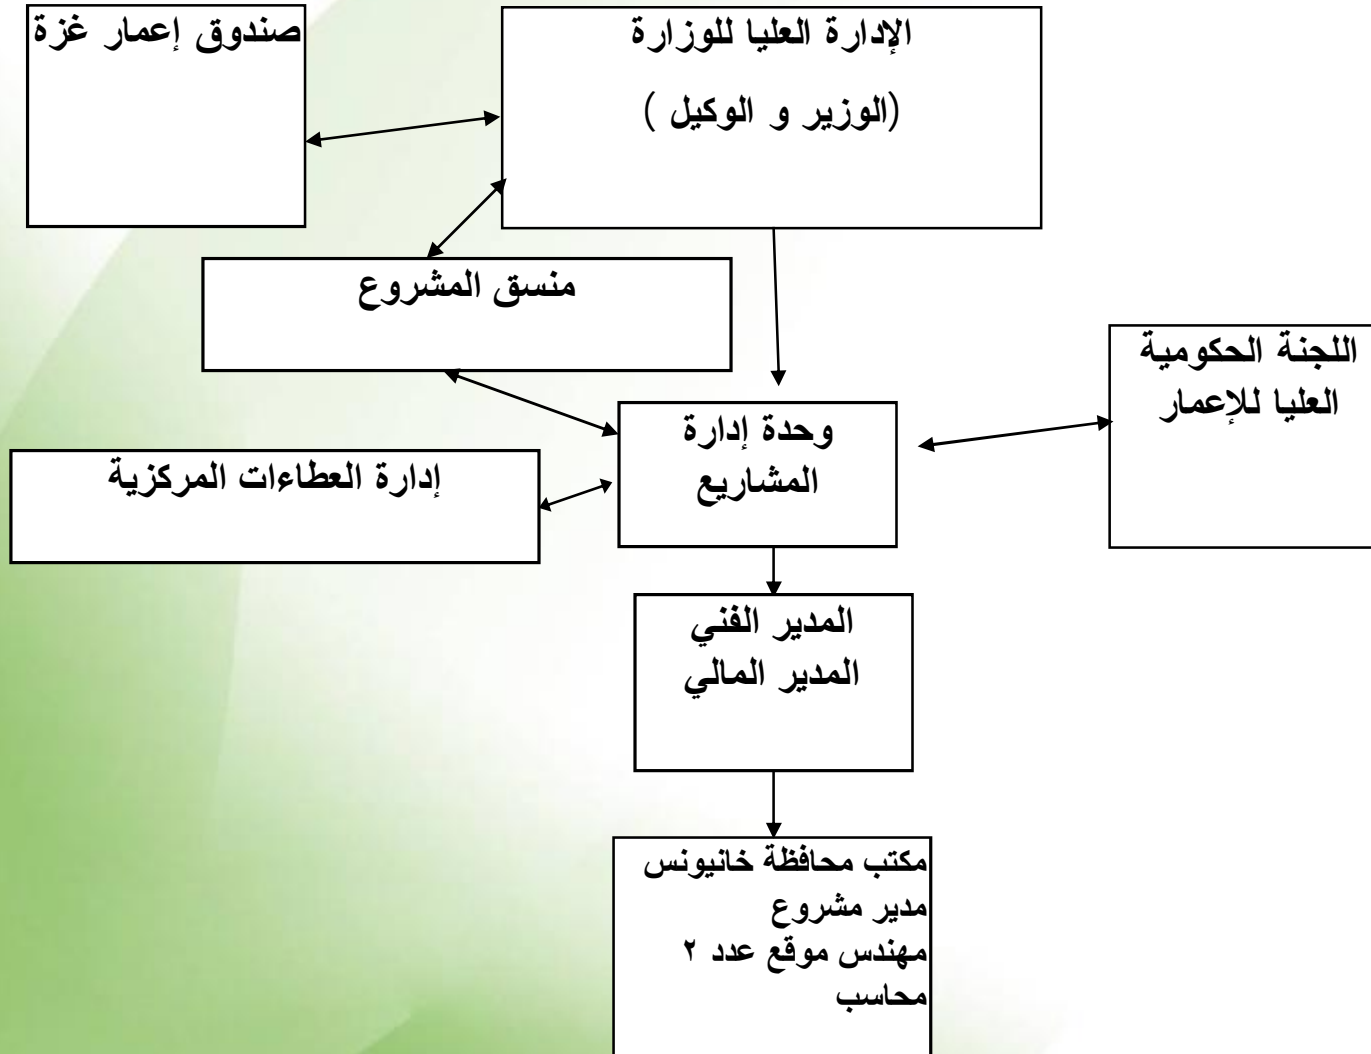 صندوق إعمار غزة
الإدارة العليا للوزارة
(الوزير و الوكيل )
منسق المشروع
اللجنة الحكومية
العليا للإعمار
وحدة إدارة
المشاريع
إدارة العطاءات المركزية
المدير الفني
المدير المالي
مكتب محافظة خانيونس
مدير مشروع
مهندس موقع عدد ٢
محاسب